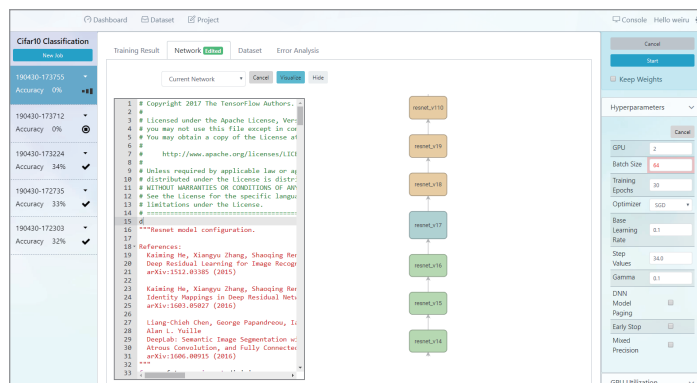 Dashboard Dataset Project Console Hello weiru
Cifar10 Classification
New Job
190430-173755
Accuracy 0%
190430-173712
Accuracy 0%
190430-173224
Accuracy 34%
190430-172735
Accuracy 33%
190430-172303
Accuracy 32%
Training Result Network Edited Dataset Error Analysis
Current Network Cancel Visualize Hide
1 # Copyright 2017 The TensorFlow Authors.
2 #
3 # Licensed under the Apache License, Vers
4 # you may not use this file except in com
5 # You may obtain a copy of the License at
6 #
7 # http://www.apache.org/licenses/LICE
8 #
9 # Unless required by applicable law or ag
10 # distributed under the License is distri
11 # WITHOUT WARRANTIES OR CONDITIONS OF ANY
12 # See the License for the specific langua
13 # limitations under the License.
14 # =====================================
15 d
16 """Resnet model configuration.
17
18 References:
19 Kaiming He, Xiangyu Zhang, Shaoqing Ren
20 Deep Residual Learning for Image Recogn
21 arXiv:1512.03385 (2015)
22
23 Kaiming He, Xiangyu Zhang, Shaoqing Ren
24 Identity Mappings in Deep Residual Netw
25 arXiv:1603.05027 (2016)
26
27 Liang-Chieh Chen, George Papandreou, Ia
28 Alan L. Yuille
29 DeepLab: Semantic Image Segmentation wi
30 Atrous Convolution, and Fully Connected
31 arXiv:1606.00915 (2016)
32 """
33
resnet_v110
resnet_v19
resnet_v18
resnet_v17
resnet_v16
resnet_v15
resnet_v14
Cancel
Start
Keep Weights
Hyperparameters
Cancel
GPU 2
Batch Size 64
Training
Epochs 30
Optimizer SGD
Base
Learning 0.1
Rate
Step
Values 34.0
Gamma 0.1
DNN
Model
Paging
Early Stop
Mixed
Precision
GPU Utilization